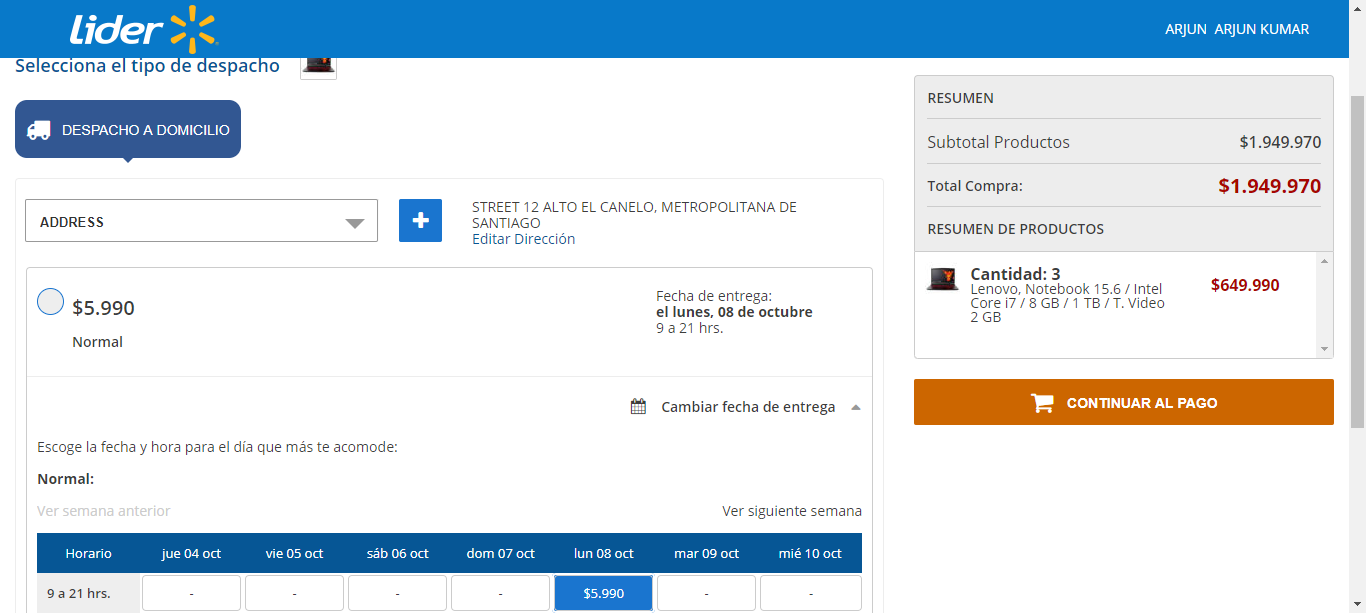 Lider
ARJUN ARJUN KUMAR
Selecciona el tipo de despacho
DESPACHO A DOMICILIO
ADDRESS
+
STREET 12 ALTO EL CANELO, METROPOLITANA DE
SANTIAGO
Editar Dirección
$5.990
Normal
Fecha de entrega:
el lunes, 08 de octubre
9 a 21 hrs.
Cambiar fecha de entrega
Escoge la fecha y hora para el día que más te acomode:
Normal:
Ver semana anterior
Ver siguiente semana
Horario jue 04 oct vie 05 oct sáb 06 oct dom 07 oct lun 08 oct mar 09 oct mié 10 oct
9 a 21 hrs. - - - - $5.990 - -
RESUMEN
Subtotal Productos $1.949.970
Total Compra: $1.949.970
RESUMEN DE PRODUCTOS
Cantidad: 3
Lenovo, Notebook 15.6 / Intel
Core i7 / 8 GB / 1 TB / T. Video
2 GB
$649.990
CONTINUAR AL PAGO